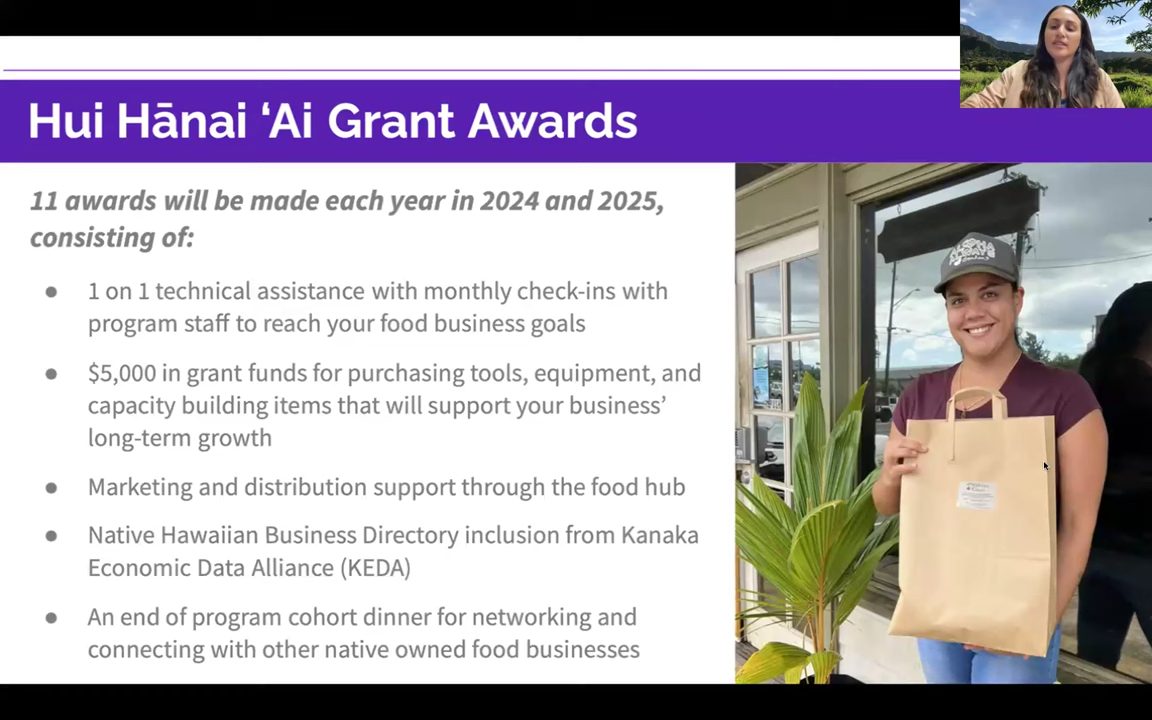 Hui Hānai ‘Ai Grant Awards
11 awards will be made each year in 2024 and 2025,
consisting of:
● 1 on 1 technical assistance with monthly check-ins with
program staff to reach your food business goals
● $5,000 in grant funds for purchasing tools, equipment, and
capacity building items that will support your business’
long-term growth
● Marketing and distribution support through the food hub
● Native Hawaiian Business Directory inclusion from Kanaka
Economic Data Alliance (KEDA)
● An end of program cohort dinner for networking and
connecting with other native owned food businesses
ALOHA
ALWAYS